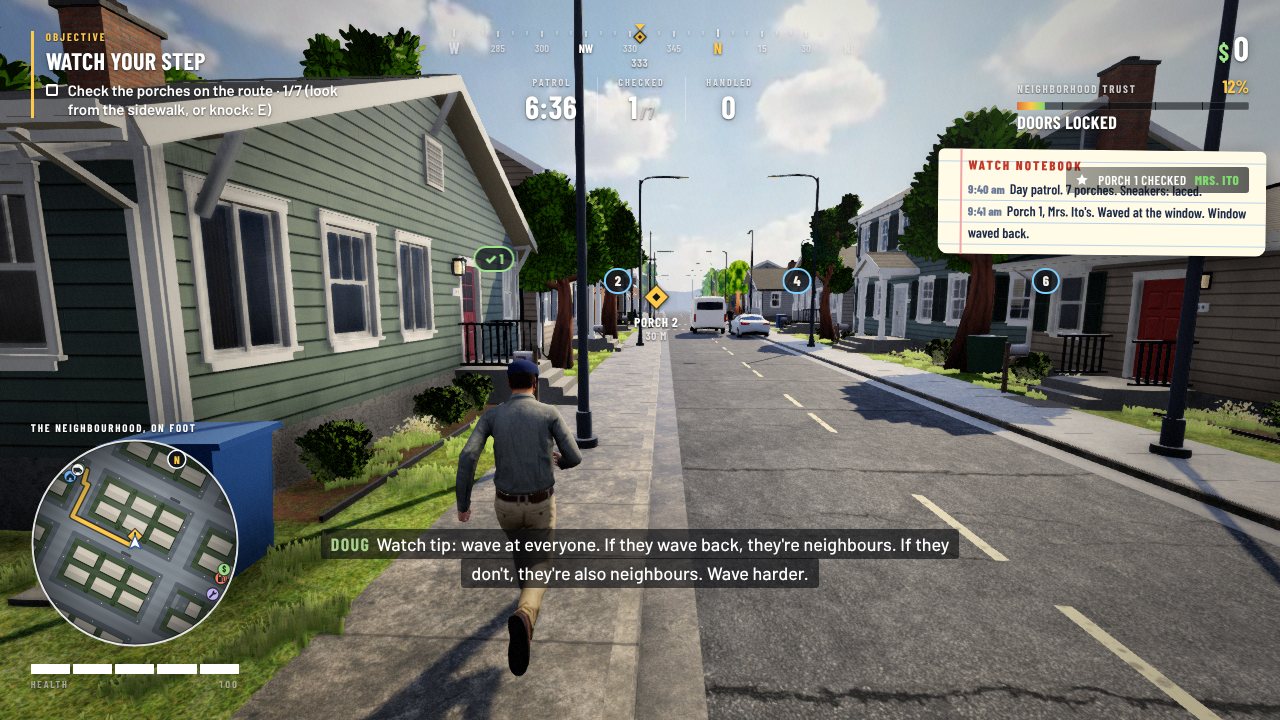 OBJECTIVE
WATCH YOUR STEP
Check the porches on the route · 1/7 (look
from the sidewalk, or knock: E)
W 285 300 NW 330 345 N 15 30
333
PATROL CHECKED HANDLED
6:36 1/7 0
$0
NEIGHBORHOOD TRUST 12%
DOORS LOCKED
WATCH NOTEBOOK
PORCH 1 CHECKED MRS. ITO
9:40 am Day patrol. 7 porches. Sneakers: laced.
9:41 am Porch 1, Mrs. Ito's. Waved at the window. Window
waved back.
1
2
4
6
PORCH 2
30 M
THE NEIGHBOURHOOD, ON FOOT
N
$
DOUG Watch tip: wave at everyone. If they wave back, they're neighbours. If they
don't, they're also neighbours. Wave harder.
HEALTH 100